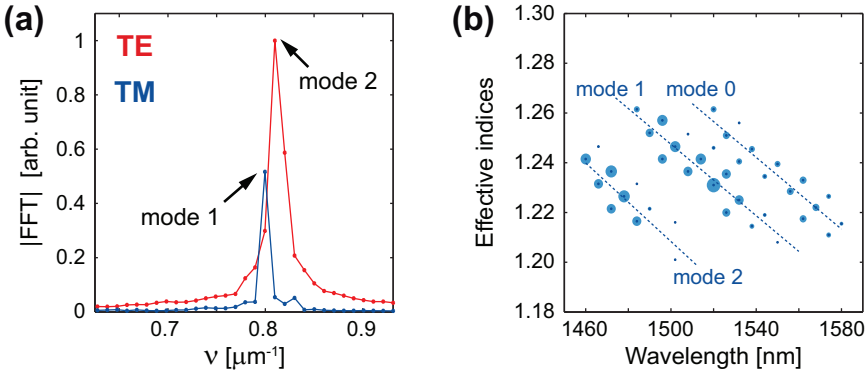 (a)
TE
TM
mode 2
mode 1
|FFT| [arb. unit]
1
0.8
0.6
0.4
0.2
0
0.7
0.8
0.9
ν [μm⁻¹]
(b)
Effective indices
1.30
1.28
1.26
1.24
1.22
1.20
1.18
mode 1
mode 0
mode 2
1460
1500
1540
1580
Wavelength [nm]